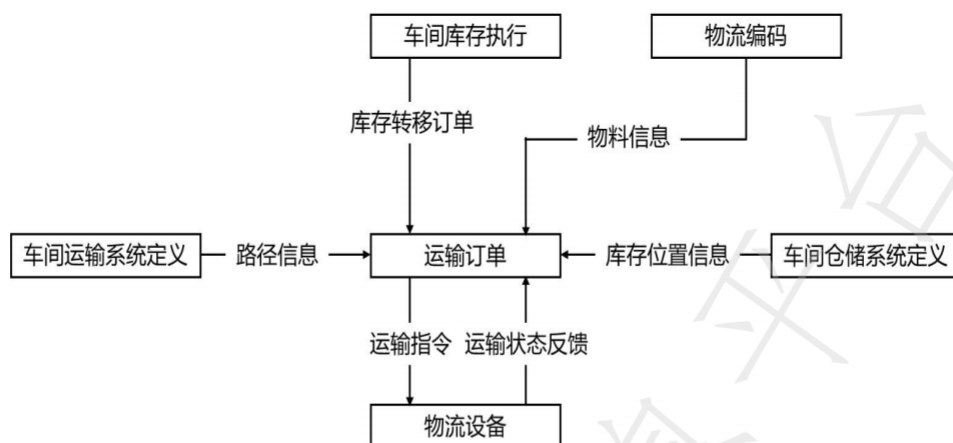 车间库存执行
物流编码
库存转移订单
物料信息
车间运输系统定义
路径信息
运输订单
库存位置信息
车间仓储系统定义
运输指令
运输状态反馈
物流设备
平台